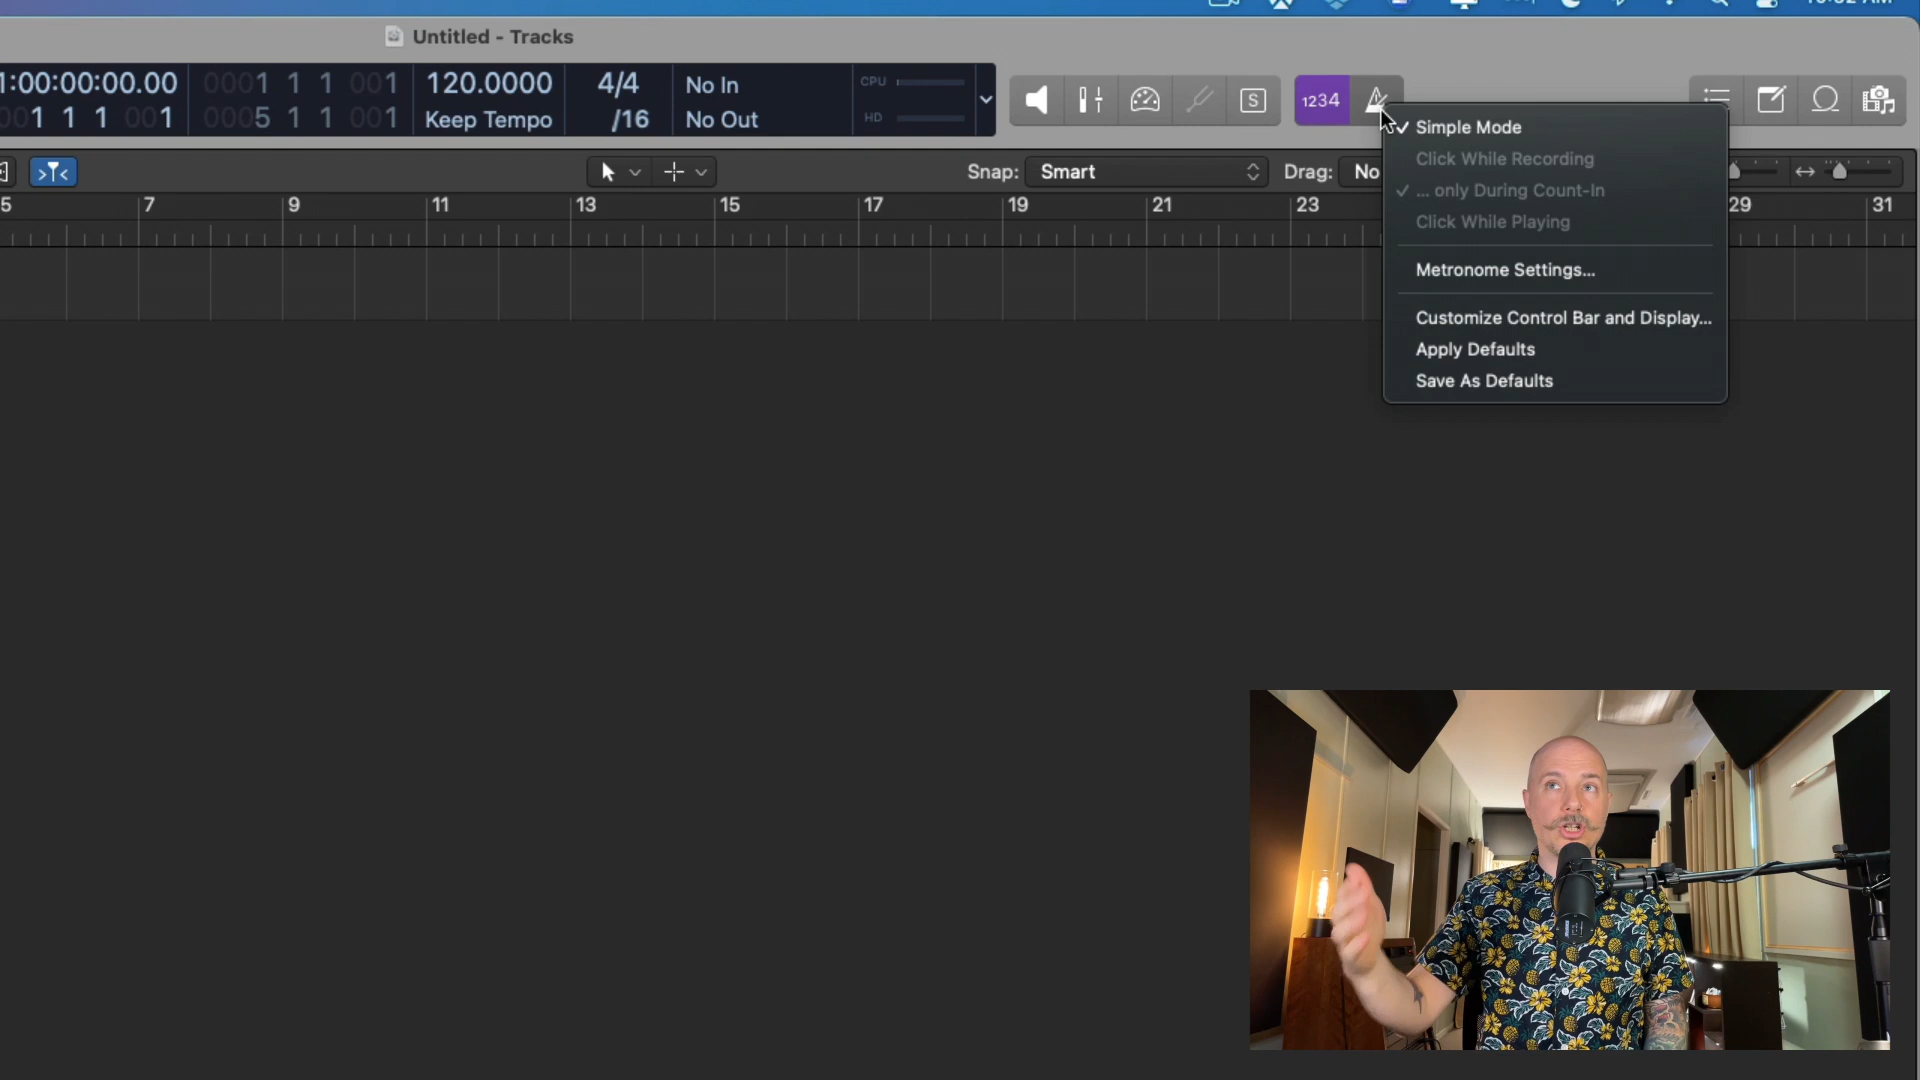 Untitled - Tracks
1:00:00:00.00 0001 1 1 001 120.0000 4/4 No In CPU
001 1 1 001 0005 1 1 001 Keep Tempo /16 No Out HD
1234
S
Snap: Smart Drag: No
5 7 9 11 13 15 17 19 21 23 29 31
✓ Simple Mode
Click While Recording
✓ ... only During Count-In
Click While Playing
Metronome Settings...
Customize Control Bar and Display...
Apply Defaults
Save As Defaults